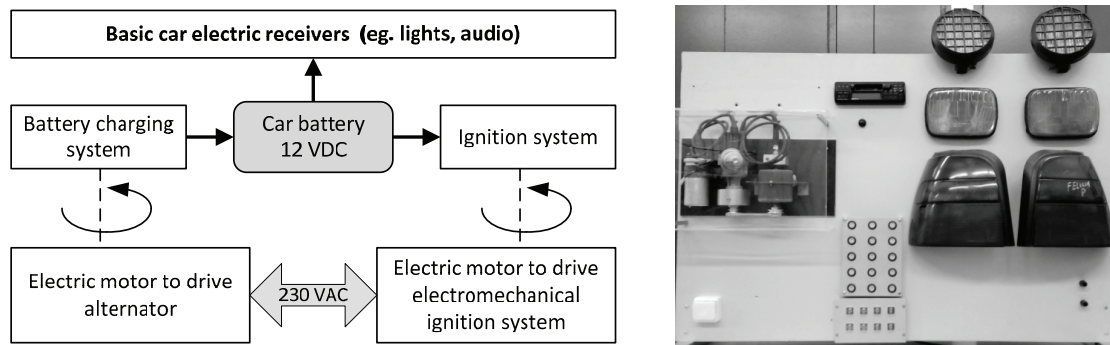 Basic car electric receivers (eg. lights, audio)
Battery charging
system
Car battery
12 VDC
Ignition system
Electric motor to drive
alternator
230 VAC
Electric motor to drive
electromechanical
ignition system